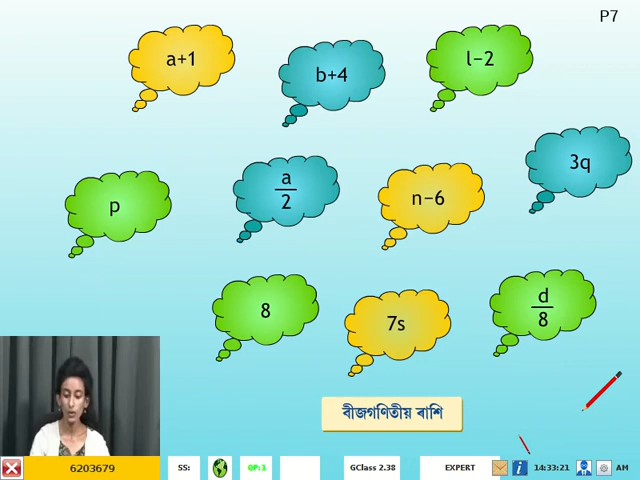 P7
a+1
b+4
l−2
p
a
2
n−6
3q
8
7s
d
8
বীজগণিতীয় ৰাশি
6203679
SS:
OP:1
GClass 2.38
EXPERT
14:33:21
AM